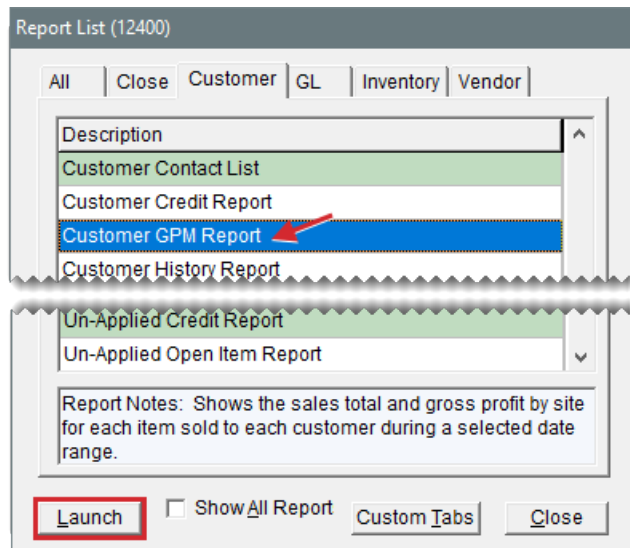 Report List (12400)
All Close Customer GL Inventory Vendor
Description
Customer Contact List
Customer Credit Report
Customer GPM Report
Customer History Report
Un-Applied Credit Report
Un-Applied Open Item Report
Report Notes: Shows the sales total and gross profit by site
for each item sold to each customer during a selected date
range.
Launch Show All Report Custom Tabs Close